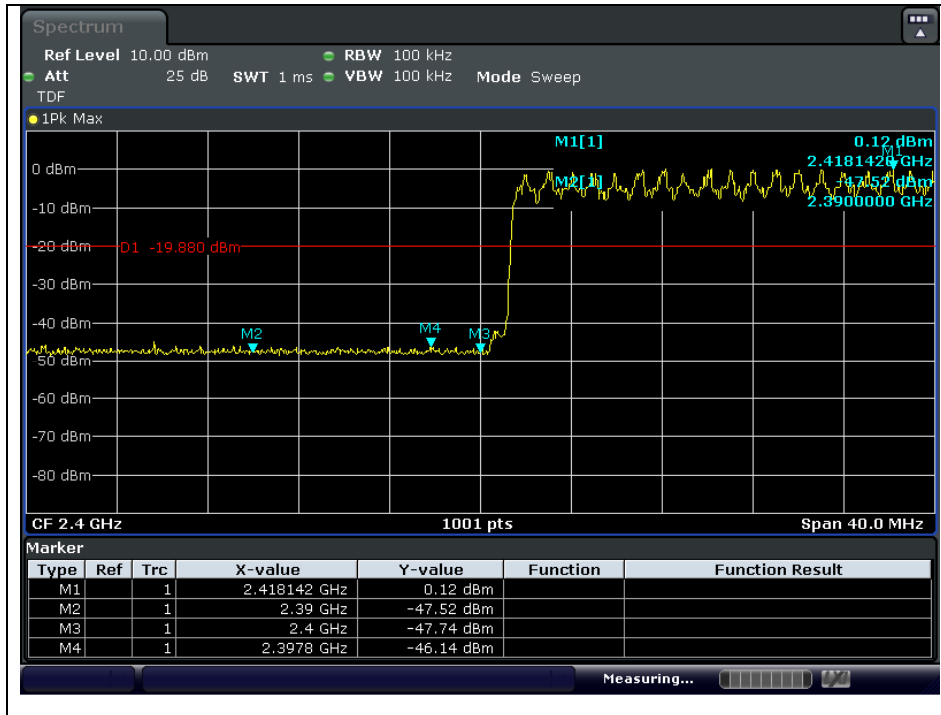 Spectrum
Ref Level 10.00 dBm RBW 100 kHz
Att 25 dB SWT 1 ms VBW 100 kHz Mode Sweep
TDF
1Pk Max
M1[1] 0.12 dBm
M1
2.4181420 GHz
0 dBm
M2[1] -47.52 dBm
2.3900000 GHz
-10 dBm
-20 dBm D1 -19.880 dBm
-30 dBm
-40 dBm
M2 M4 M3
-50 dBm
-60 dBm
-70 dBm
-80 dBm
CF 2.4 GHz 1001 pts Span 40.0 MHz
Marker
Type Ref Trc X-value Y-value Function Function Result
M1 1 2.418142 GHz 0.12 dBm
M2 1 2.39 GHz -47.52 dBm
M3 1 2.4 GHz -47.74 dBm
M4 1 2.3978 GHz -46.14 dBm
Measuring...